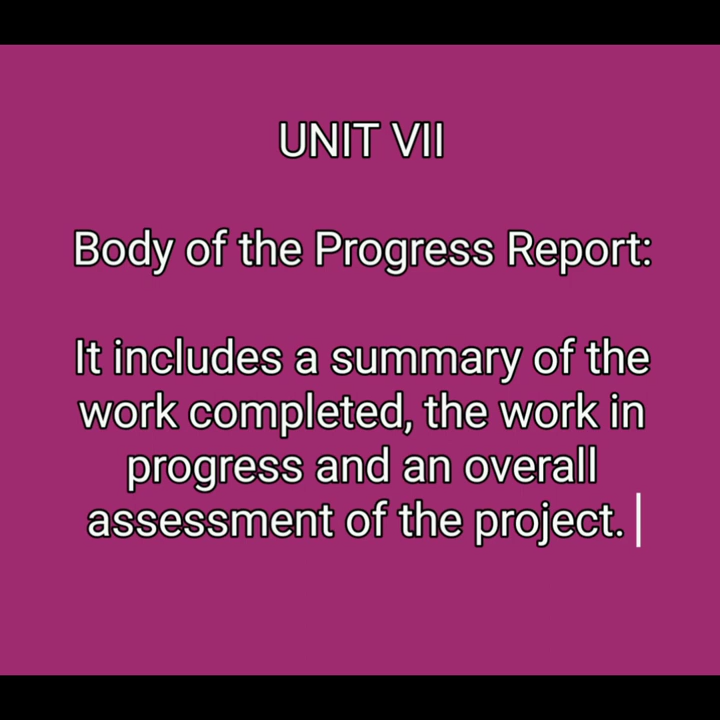 UNIT VII
Body of the Progress Report:
It includes a summary of the
work completed, the work in
progress and an overall
assessment of the project.